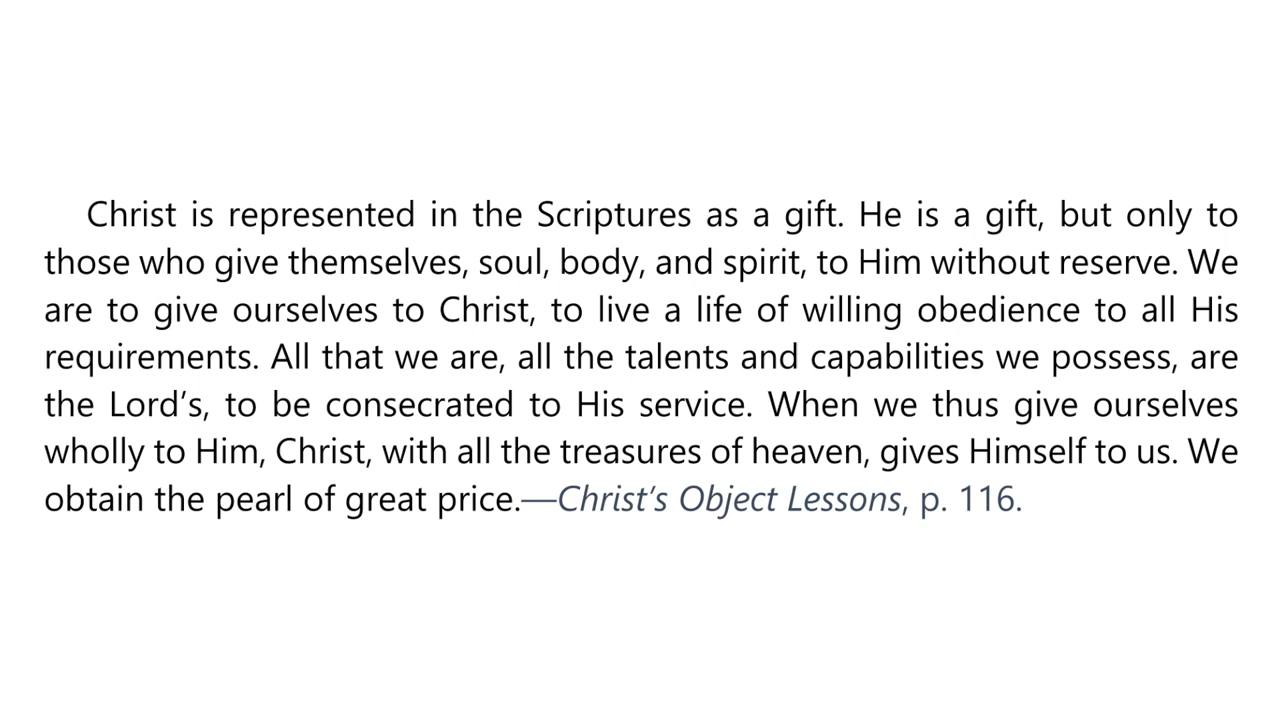 Christ is represented in the Scriptures as a gift. He is a gift, but only to
those who give themselves, soul, body, and spirit, to Him without reserve. We
are to give ourselves to Christ, to live a life of willing obedience to all His
requirements. All that we are, all the talents and capabilities we possess, are
the Lord’s, to be consecrated to His service. When we thus give ourselves
wholly to Him, Christ, with all the treasures of heaven, gives Himself to us. We
obtain the pearl of great price.—Christ’s Object Lessons, p. 116.